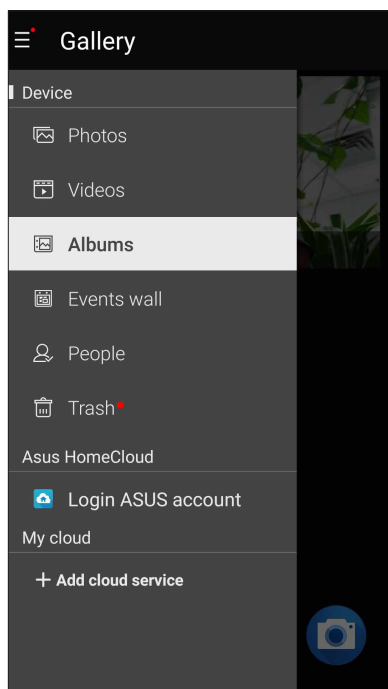 Gallery
Device
Photos
Videos
Albums
Events wall
People
Trash
Asus HomeCloud
Login ASUS account
My cloud
+ Add cloud service